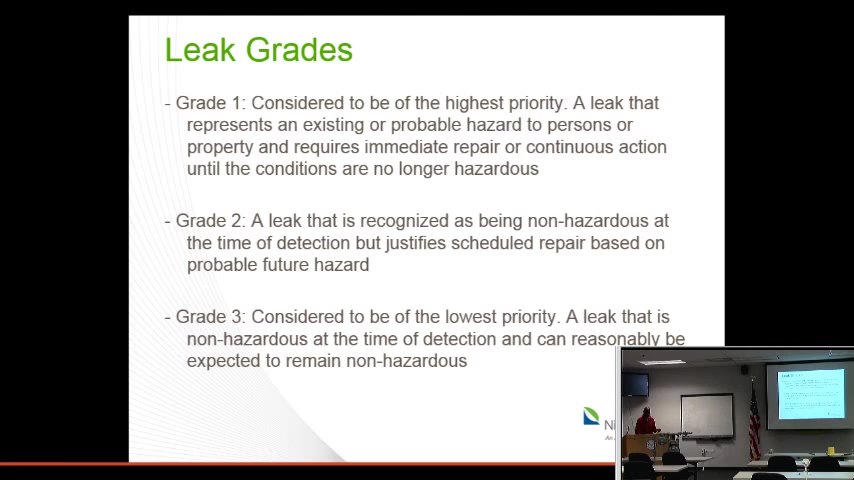 Leak Grades
- Grade 1: Considered to be of the highest priority. A leak that
represents an existing or probable hazard to persons or
property and requires immediate repair or continuous action
until the conditions are no longer hazardous
- Grade 2: A leak that is recognized as being non-hazardous at
the time of detection but justifies scheduled repair based on
probable future hazard
- Grade 3: Considered to be of the lowest priority. A leak that is
non-hazardous at the time of detection and can reasonably be
expected to remain non-hazardous